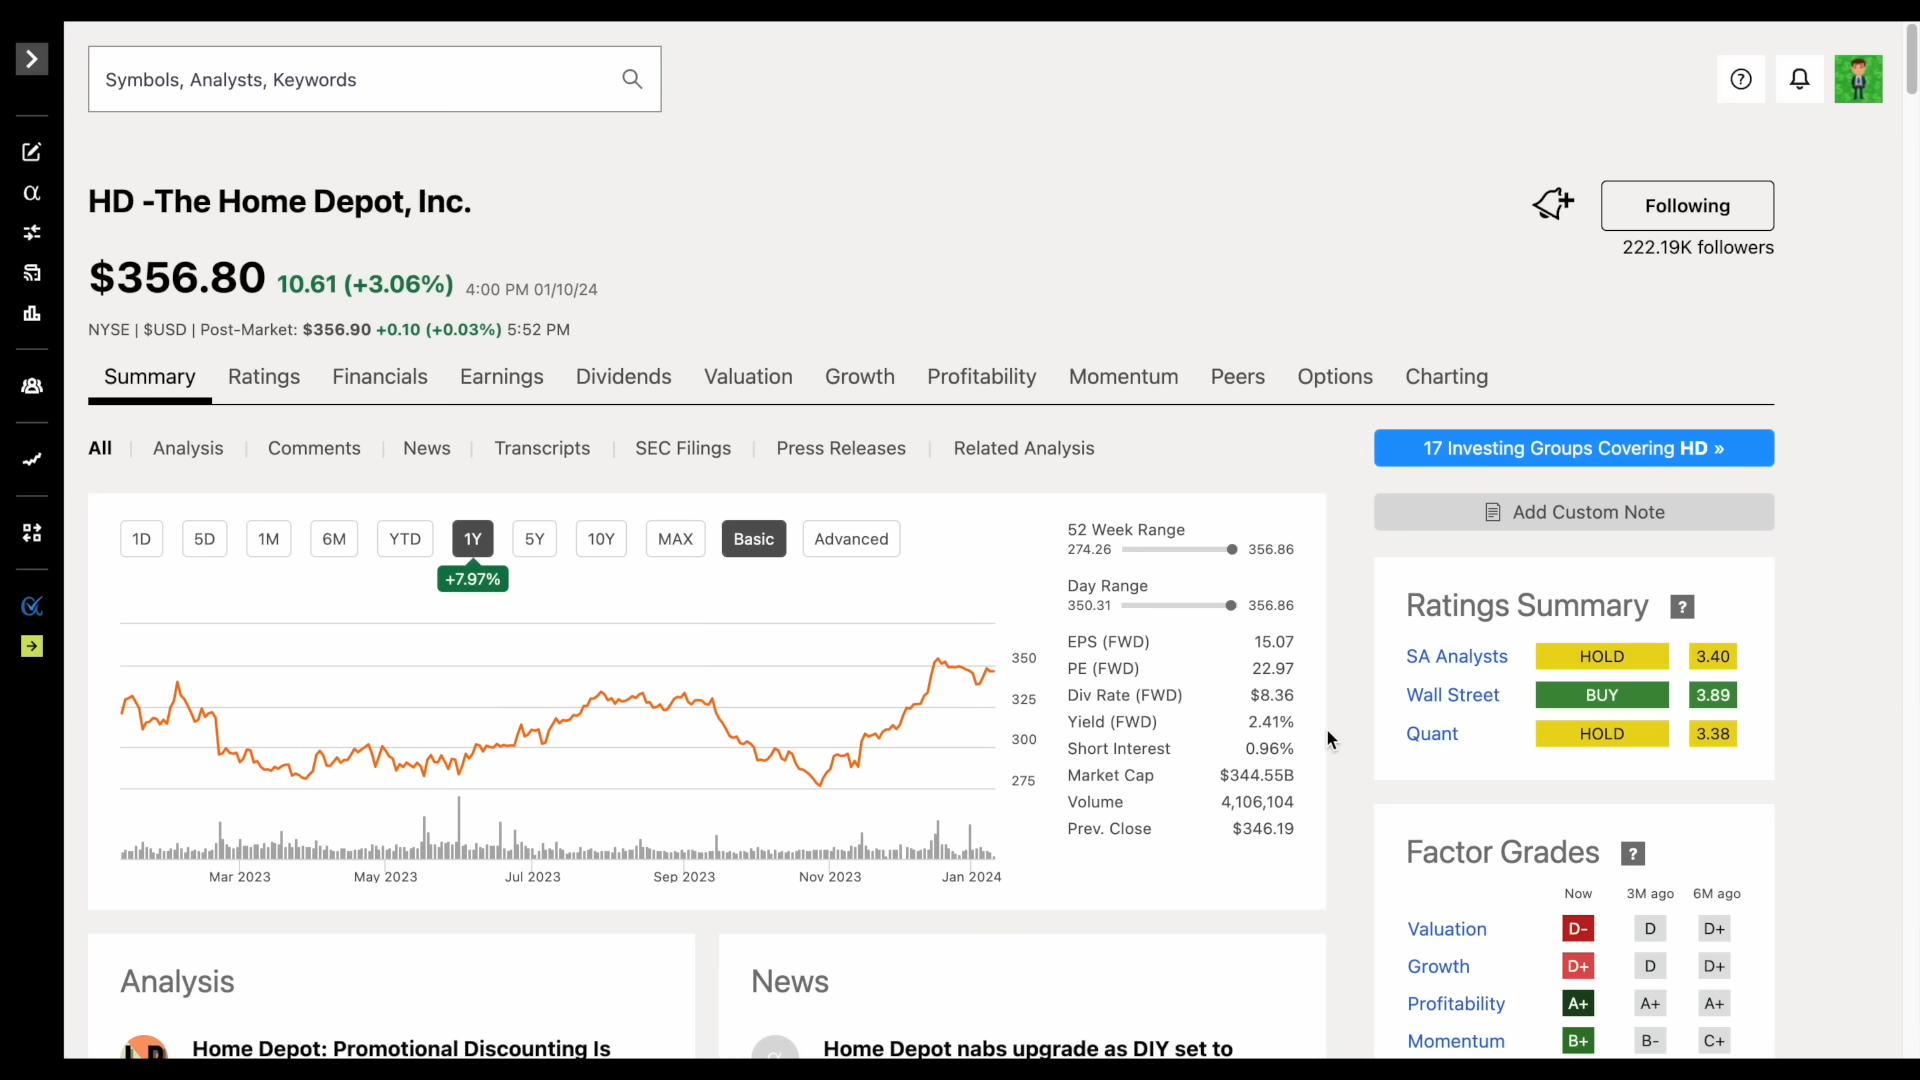 Symbols, Analysts, Keywords
HD -The Home Depot, Inc.
Following
222.19K followers
$356.80 10.61 (+3.06%) 4:00 PM 01/10/24
NYSE | $USD | Post-Market: $356.90 +0.10 (+0.03%) 5:52 PM
Summary Ratings Financials Earnings Dividends Valuation Growth Profitability Momentum Peers Options Charting
All | Analysis | Comments | News | Transcripts | SEC Filings | Press Releases | Related Analysis
17 Investing Groups Covering HD »
Add Custom Note
1D 5D 1M 6M YTD 1Y 5Y 10Y MAX Basic Advanced
+7.97%
350
325
300
275
Mar 2023 May 2023 Jul 2023 Sep 2023 Nov 2023 Jan 2024
52 Week Range
274.26 356.86
Day Range
350.31 356.86
EPS (FWD) 15.07
PE (FWD) 22.97
Div Rate (FWD) $8.36
Yield (FWD) 2.41%
Short Interest 0.96%
Market Cap $344.55B
Volume 4,106,104
Prev. Close $346.19
Ratings Summary ?
SA Analysts HOLD 3.40
Wall Street BUY 3.89
Quant HOLD 3.38
Factor Grades ?
Now 3M ago 6M ago
Valuation D- D D+
Growth D+ D D+
Profitability A+ A+ A+
Momentum B+ B- C+
Analysis
Home Depot: Promotional Discounting Is
News
Home Depot nabs upgrade as DIY set to